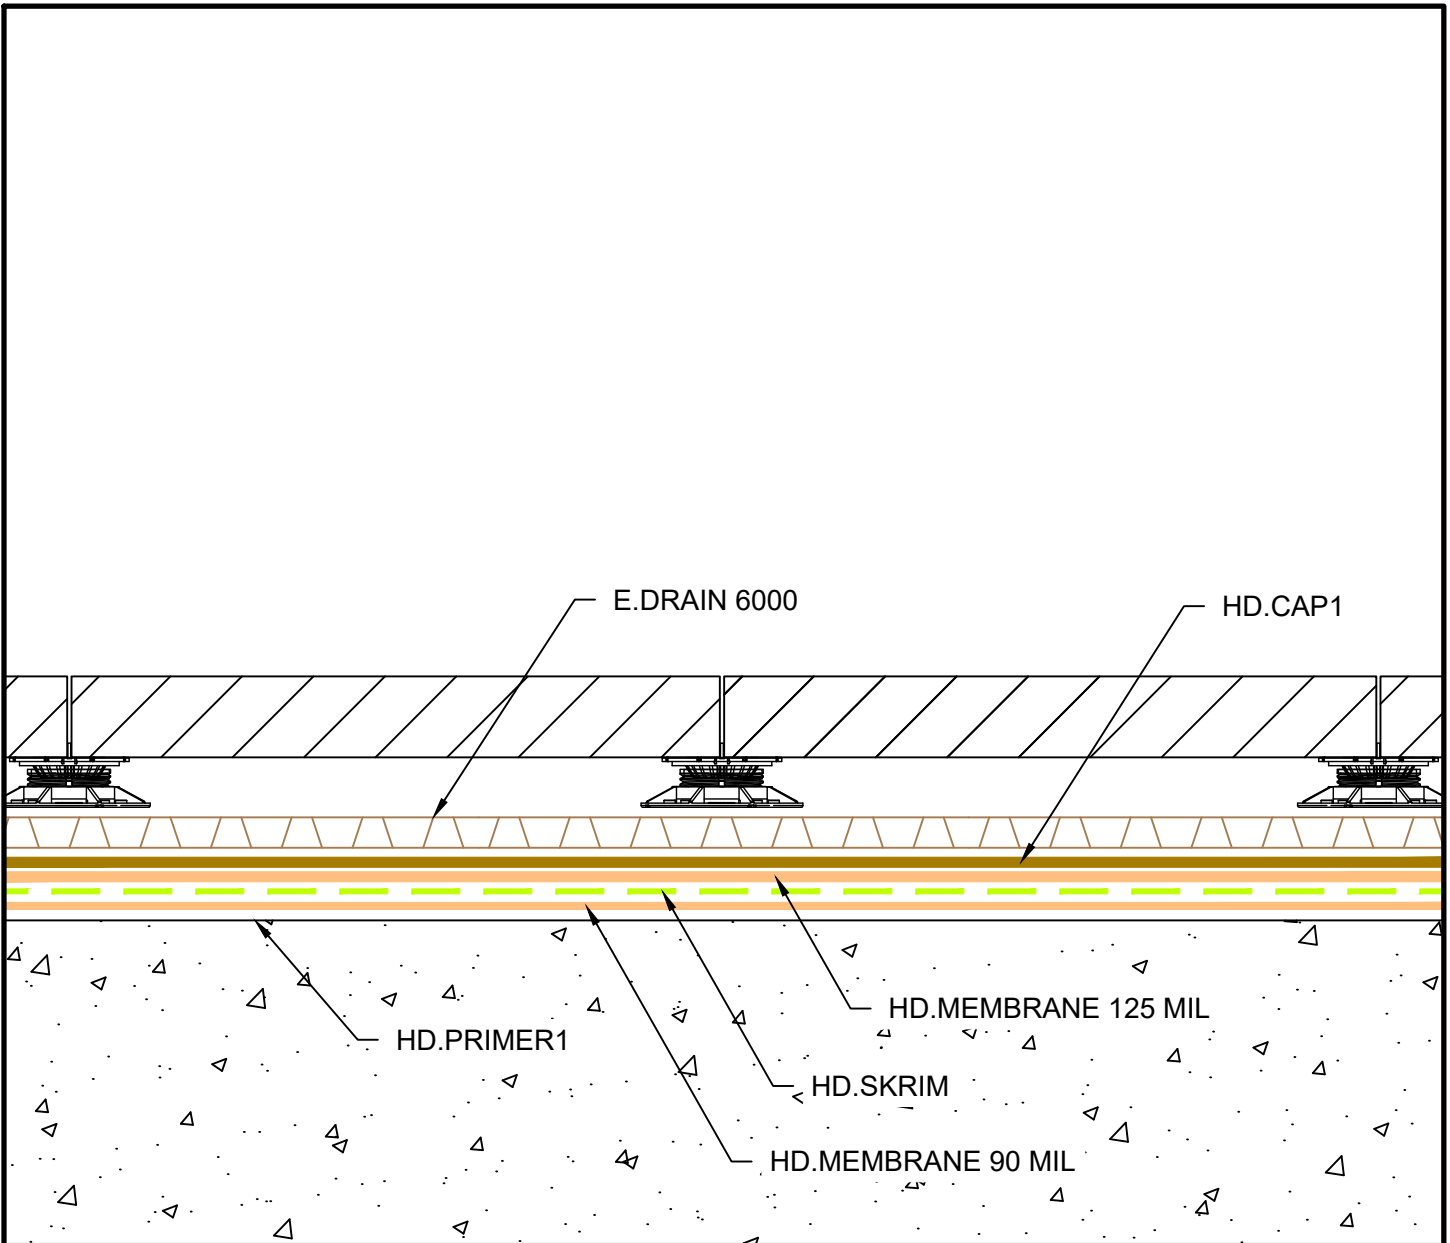 E.DRAIN 6000
HD.CAP1
HD.MEMBRANE 125 MIL
HD.PRIMER1
HD.SKRIM
HD.MEMBRANE 90 MIL